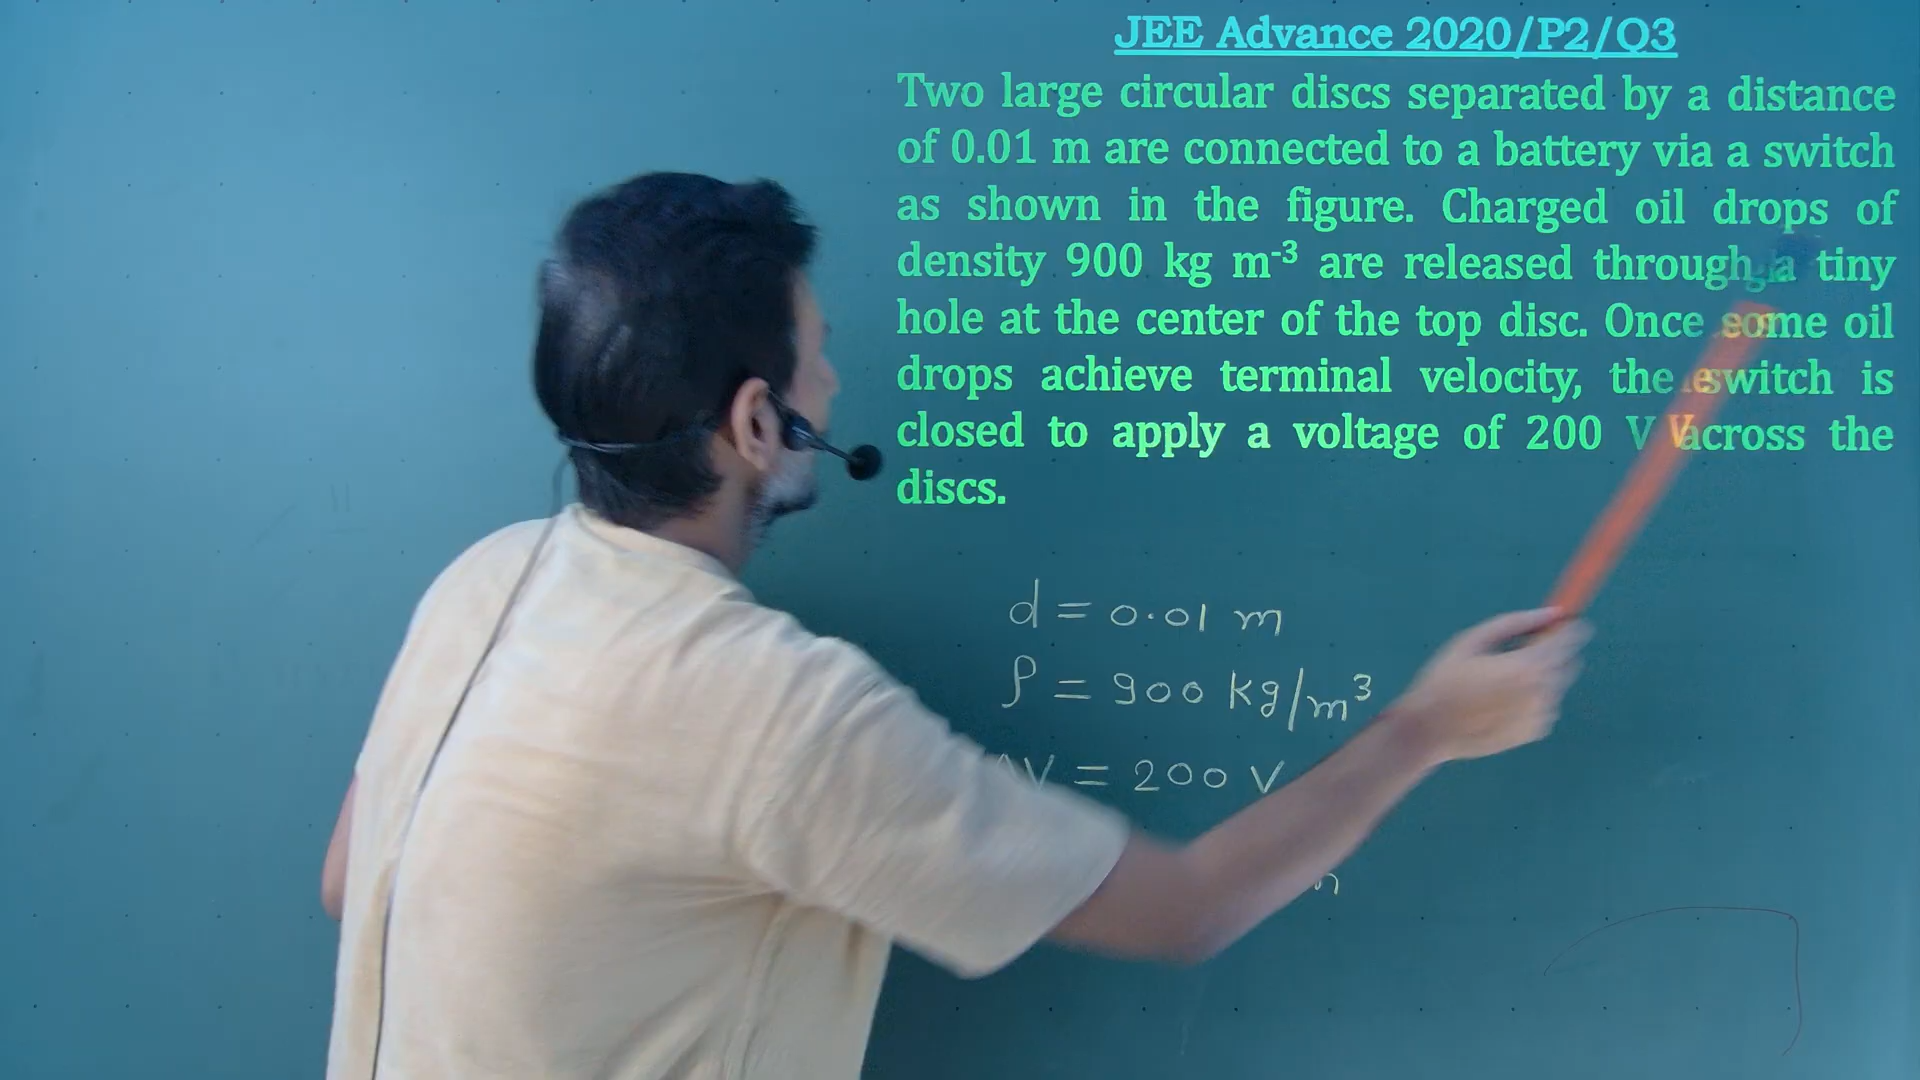 JEE Advance 2020/P2/Q3
Two large circular discs separated by a distance
of 0.01 m are connected to a battery via a switch
as shown in the figure. Charged oil drops of
density 900 kg m⁻³ are released through a tiny
hole at the center of the top disc. Once some oil
drops achieve terminal velocity, the switch is
closed to apply a voltage of 200 V across the
discs.
d = 0.01 m
ρ = 900 kg/m³
ΔV = 200 V